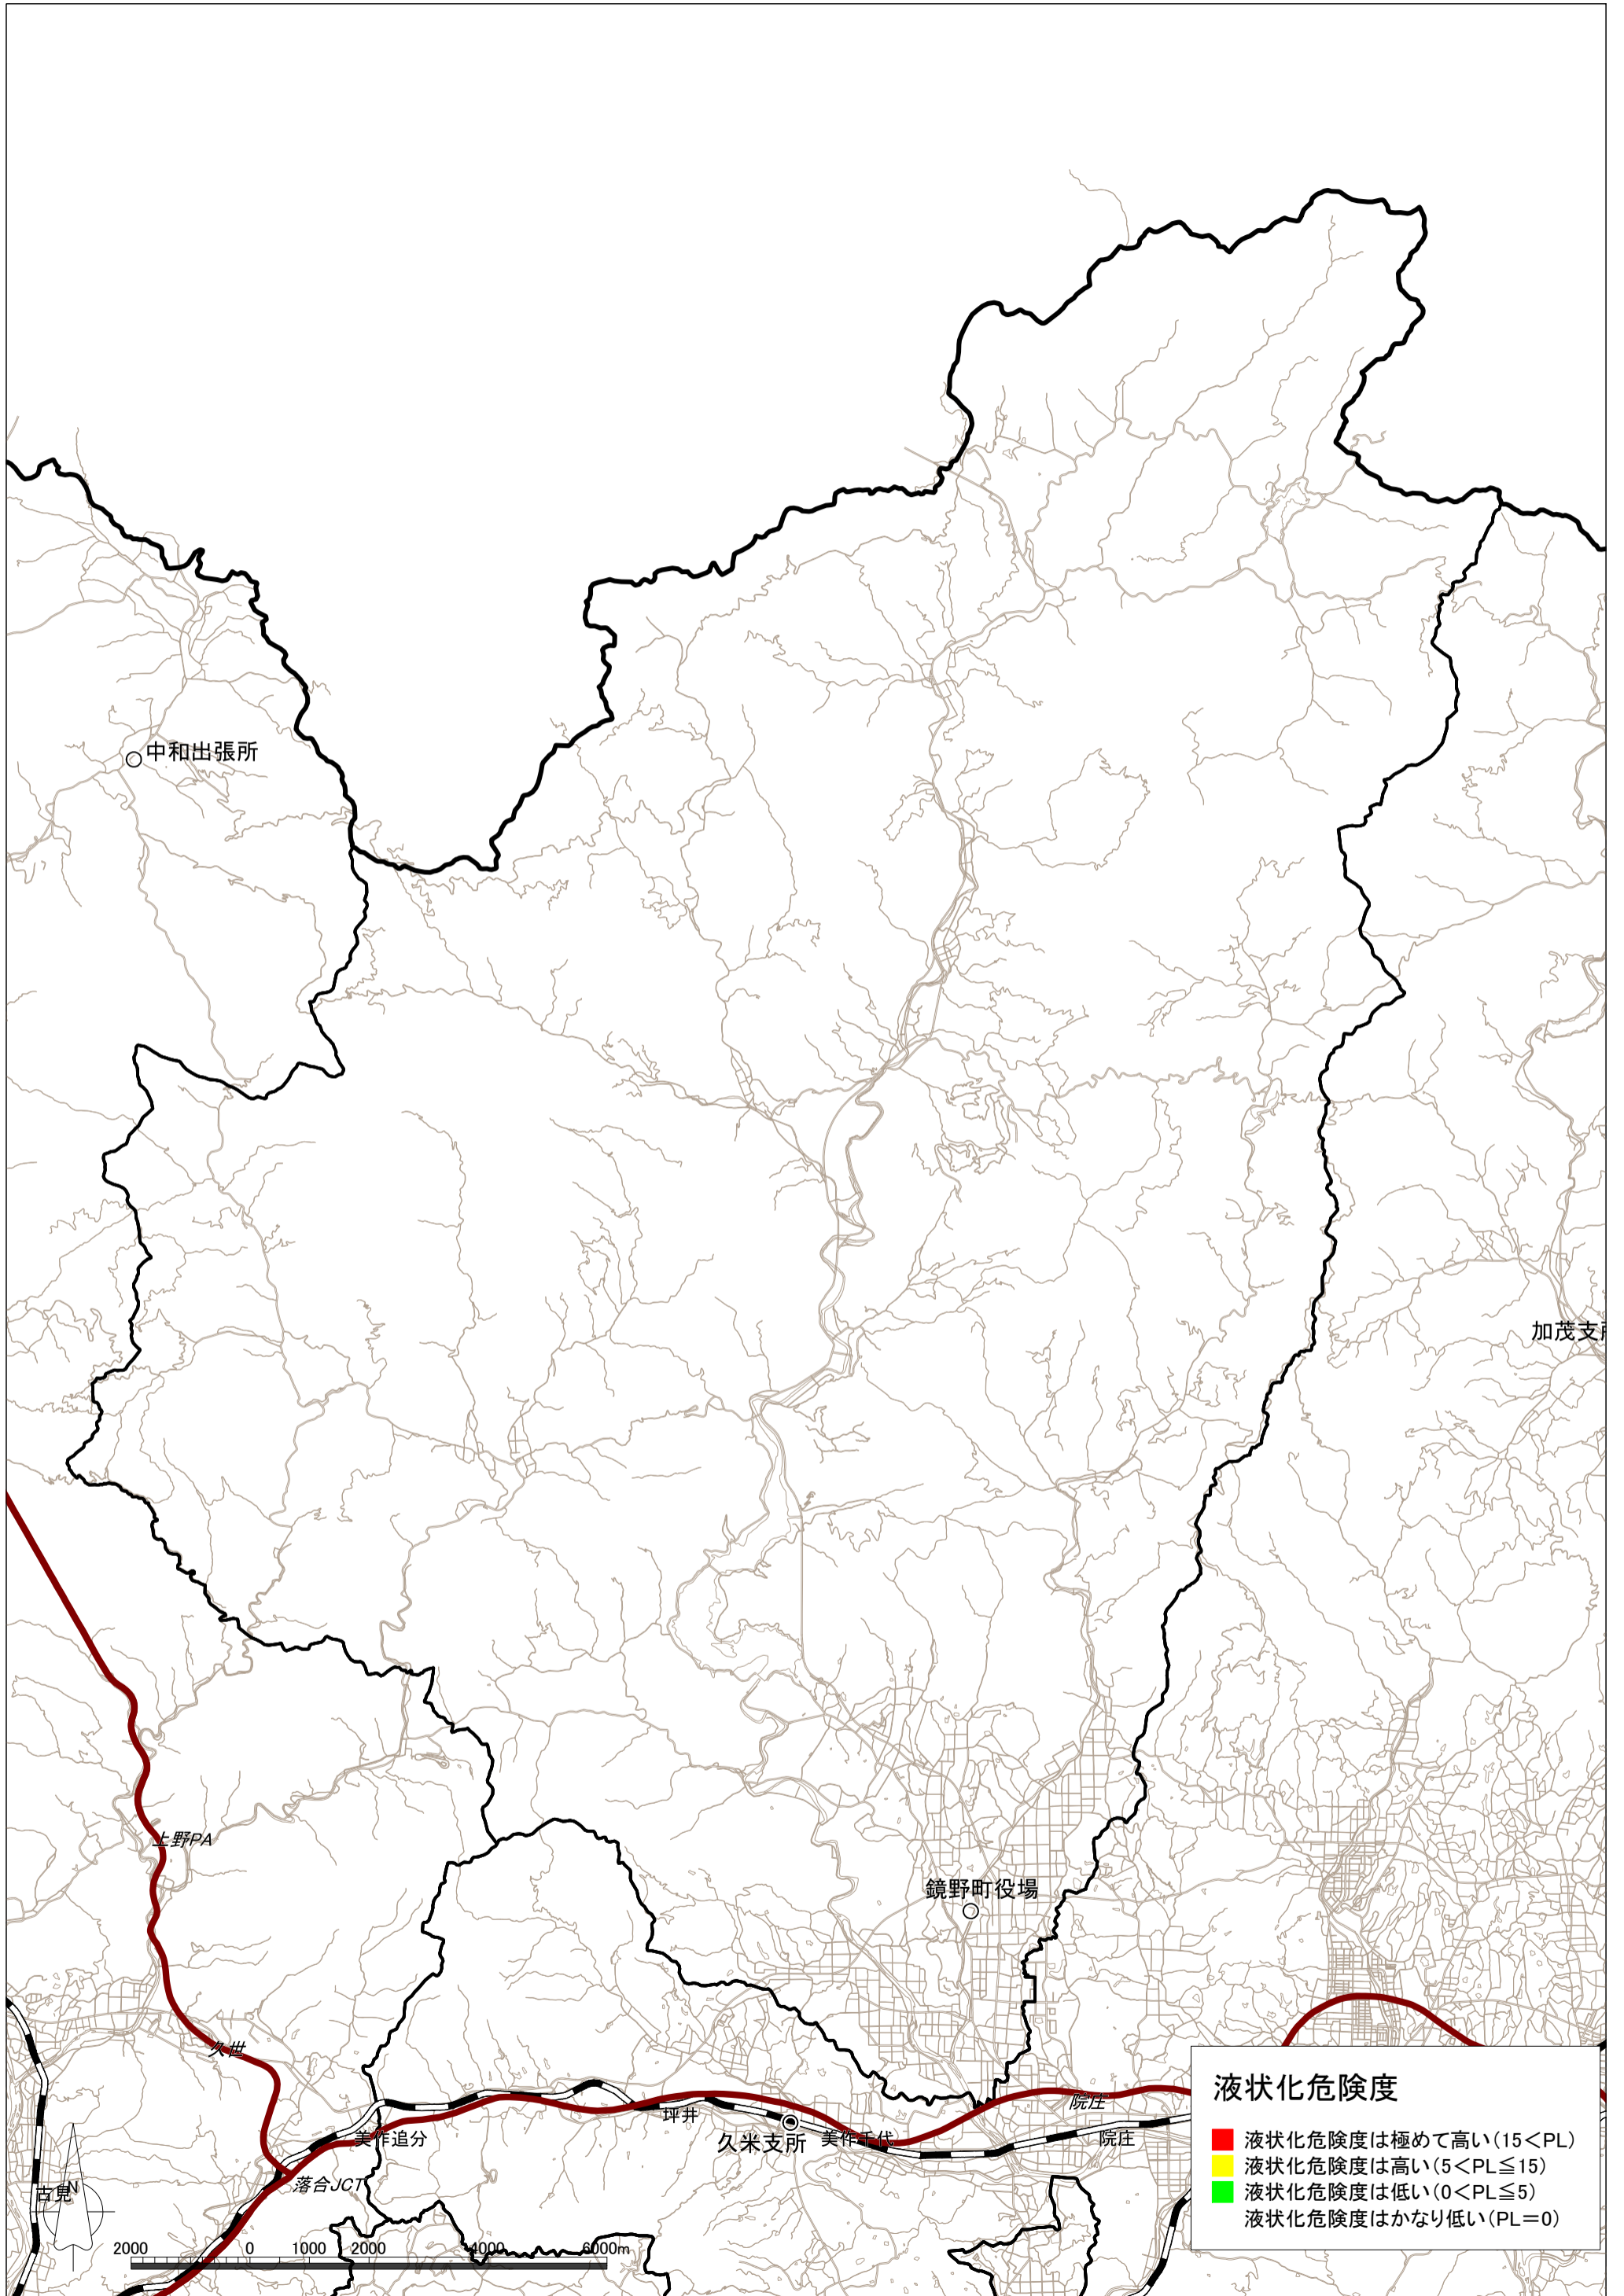 中和出張所
上野PA
鏡野町役場
久世
院庄
坪井
美作追分
久米支所
美作千代
院庄
落合JCT
古見
N
2000 0 1000 2000 4000 6000m
液状化危険度
液状化危険度は極めて高い（15＜PL）
液状化危険度は高い（5＜PL≦15）
液状化危険度は低い（0＜PL≦5）
液状化危険度はかなり低い（PL＝0）